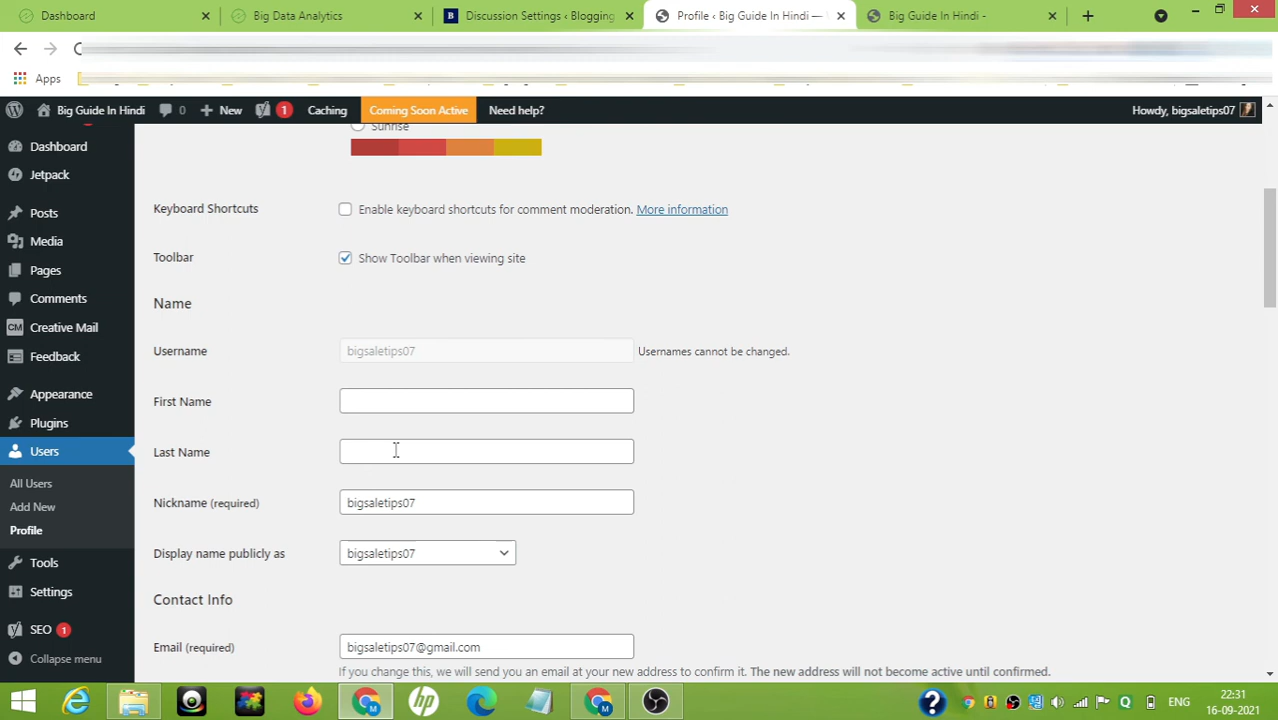 Dashboard
Big Data Analytics
Discussion Settings ‹ Blogging
Profile ‹ Big Guide In Hindi —
Big Guide In Hindi -
Apps
Big Guide In Hindi
0
New
1
Caching
Coming Soon Active
Need help?
Howdy, bigsaletips07
Sunrise
Dashboard
Jetpack
Posts
Media
Pages
Comments
CM Creative Mail
Feedback
Appearance
Plugins
Users
All Users
Add New
Profile
Tools
Settings
SEO 1
Collapse menu
Keyboard Shortcuts
Enable keyboard shortcuts for comment moderation. More information
Toolbar
Show Toolbar when viewing site
Name
Username
bigsaletips07
Usernames cannot be changed.
First Name
Last Name
Nickname (required)
bigsaletips07
Display name publicly as
bigsaletips07
Contact Info
Email (required)
bigsaletips07@gmail.com
If you change this, we will send you an email at your new address to confirm it. The new address will not become active until confirmed.
ENG
22:31
16-09-2021